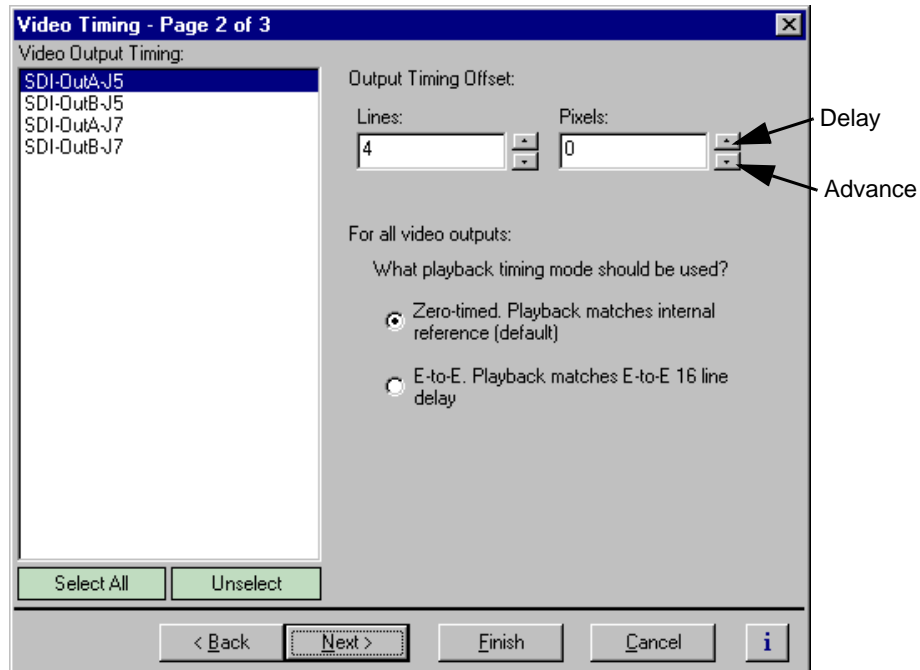 Video Timing - Page 2 of 3
Video Output Timing:
SDI-OutA-J5
SDI-OutB-J5
SDI-OutA-J7
SDI-OutB-J7
Output Timing Offset:
Lines:
Pixels:
4
0
Delay
Advance
For all video outputs:
What playback timing mode should be used?
Zero-timed. Playback matches internal
reference (default)
E-to-E. Playback matches E-to-E 16 line
delay
Select All
Unselect
< Back
Next >
Finish
Cancel
i